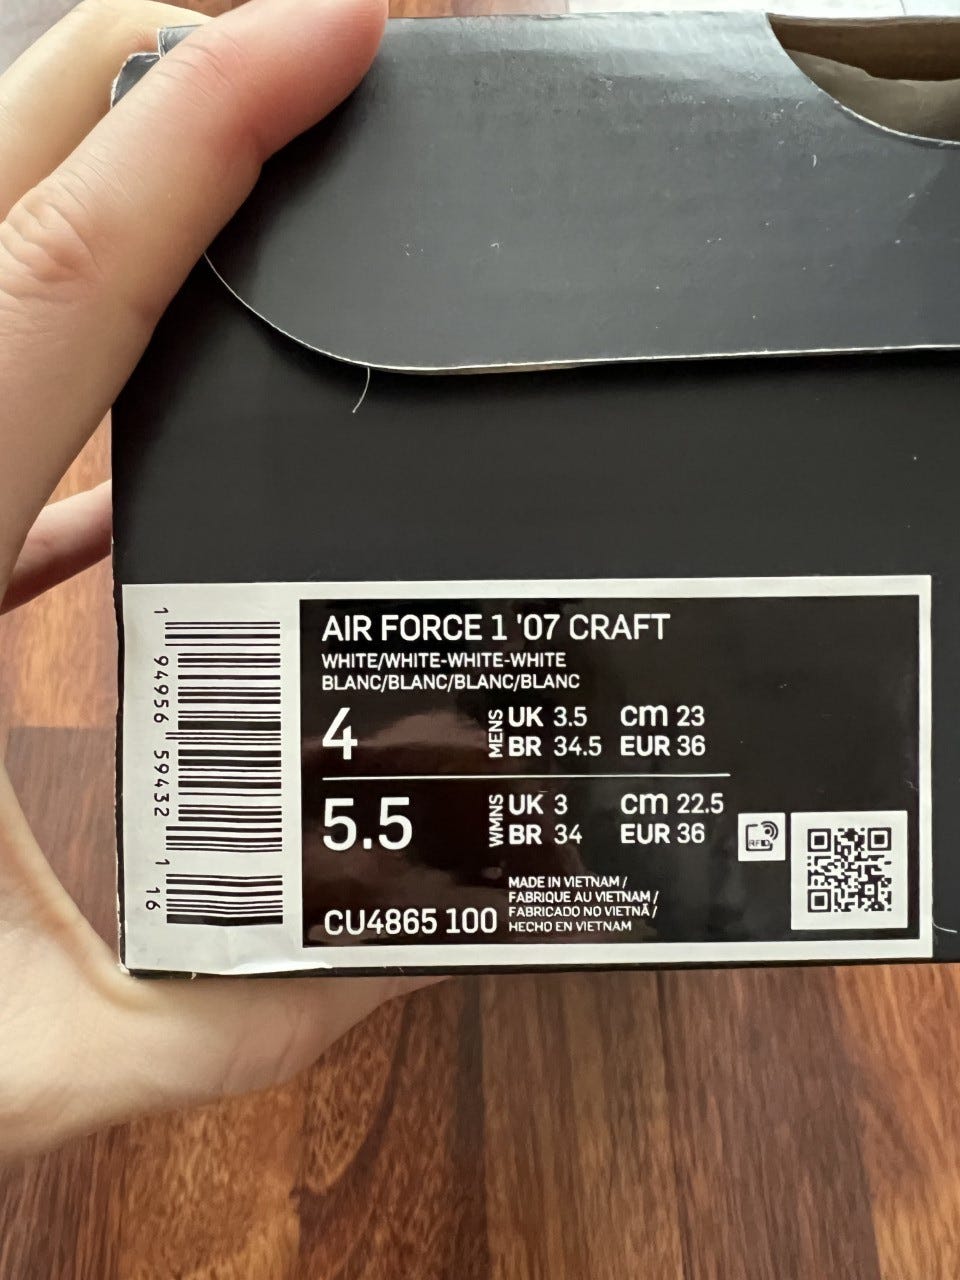 AIR FORCE 1 '07 CRAFT
WHITE/WHITE-WHITE-WHITE
BLANC/BLANC/BLANC/BLANC
4 MENS UK 3.5 cm 23
BR 34.5 EUR 36
5.5 WMNS UK 3 cm 22.5
BR 34 EUR 36
RFID
MADE IN VIETNAM /
FABRIQUE AU VIETNAM /
FABRICADO NO VIETNÃ /
HECHO EN VIETNAM
CU4865 100
1 94956 59432 1 16